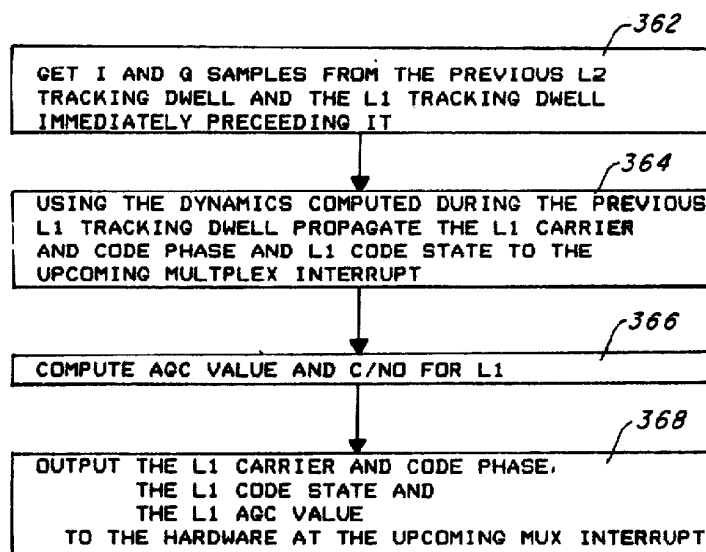 362
GET I AND Q SAMPLES FROM THE PREVIOUS L2
TRACKING DWELL AND THE L1 TRACKING DWELL
IMMEDIATELY PRECEEDING IT
364
USING THE DYNAMICS COMPUTED DURING THE PREVIOUS
L1 TRACKING DWELL PROPAGATE THE L1 CARRIER
AND CODE PHASE AND L1 CODE STATE TO THE
UPCOMING MULTPLEX INTERRUPT
366
COMPUTE AGC VALUE AND C/NO FOR L1
368
OUTPUT THE L1 CARRIER AND CODE PHASE,
THE L1 CODE STATE AND
THE L1 AGC VALUE
TO THE HARDWARE AT THE UPCOMING MUX INTERRUPT